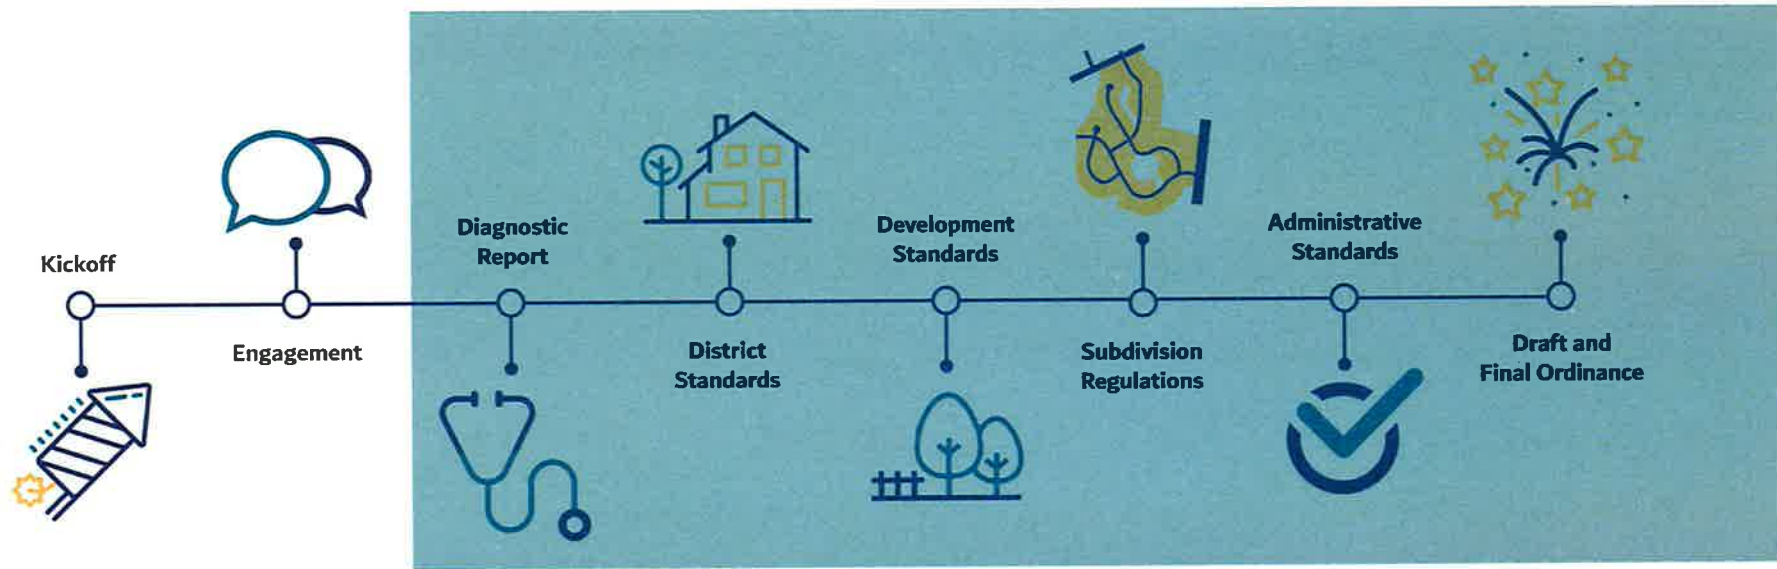 Kickoff
Engagement
Diagnostic
Report
District
Standards
Development
Standards
Subdivision
Regulations
Administrative
Standards
Draft and
Final Ordinance